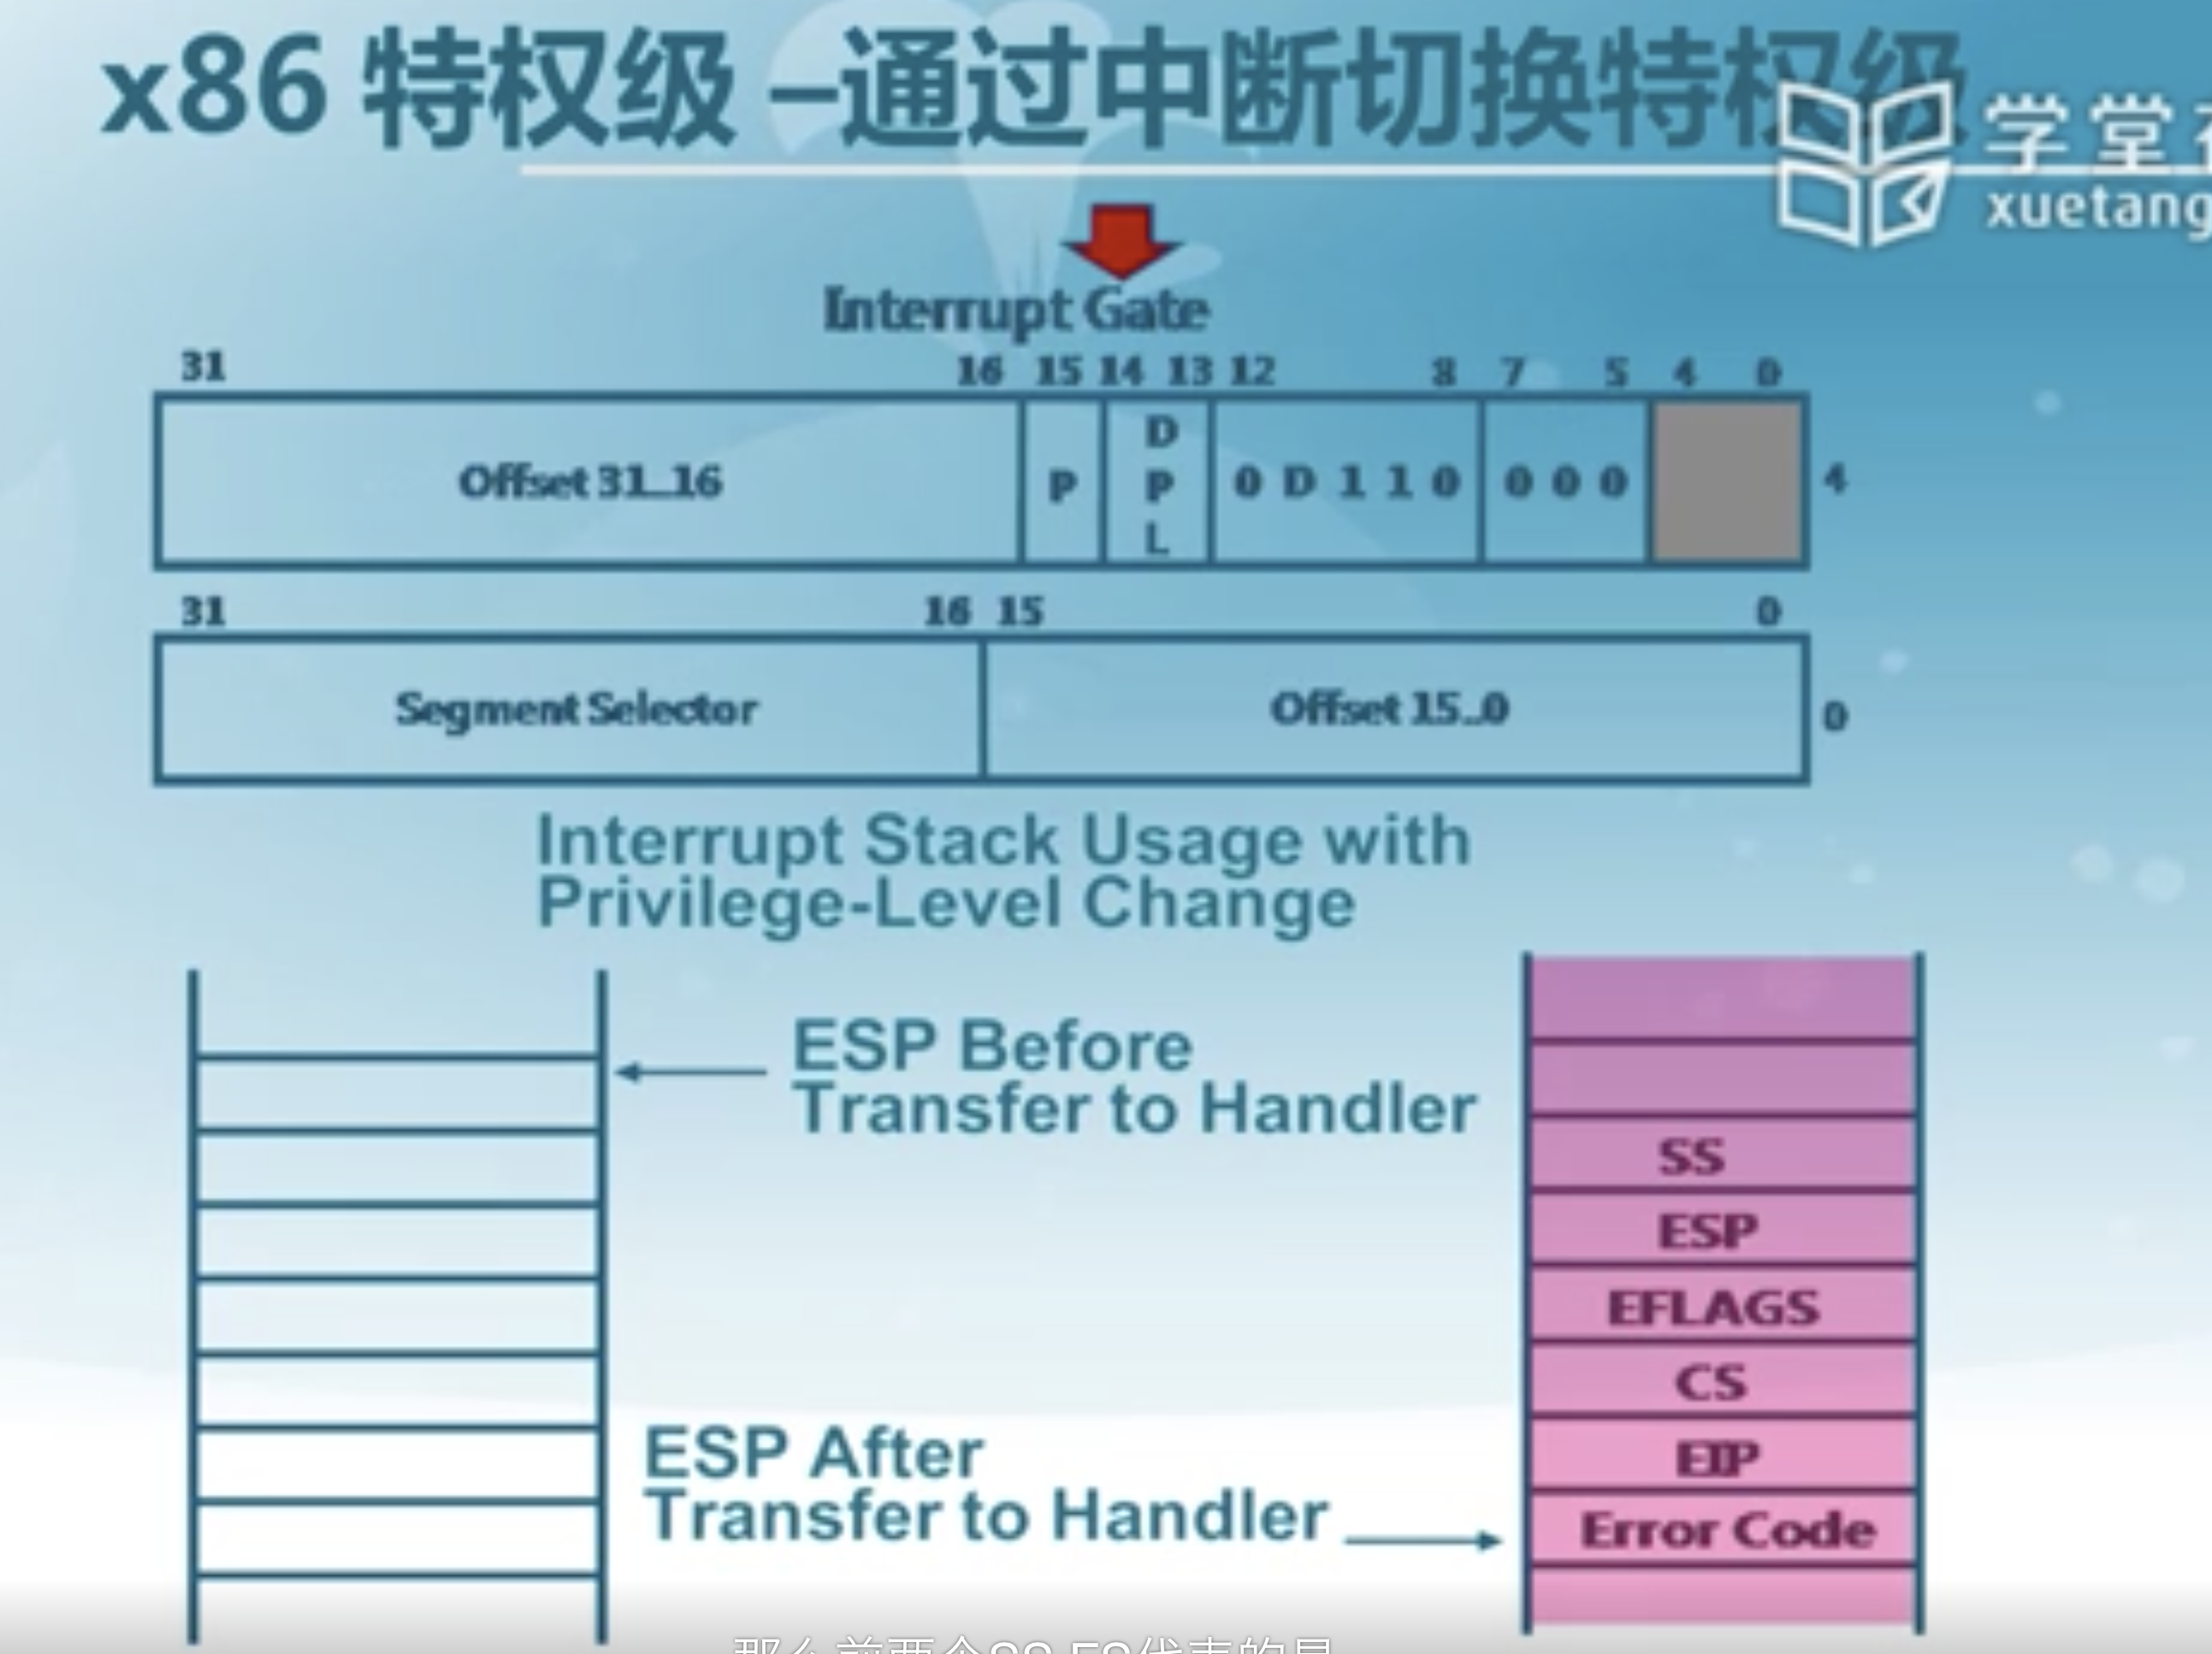 x86 特权级 –通过中断切换特权级
学堂
xuetang
Interrupt Gate
31 16 15 14 13 12 8 7 5 4 0
Offset 31..16 P DPL 0 D 1 1 0 0 0 0 4
31 16 15 0
Segment Selector Offset 15..0 0
Interrupt Stack Usage with
Privilege-Level Change
ESP Before
Transfer to Handler
SS
ESP
EFLAGS
CS
EIP
Error Code
ESP After
Transfer to Handler